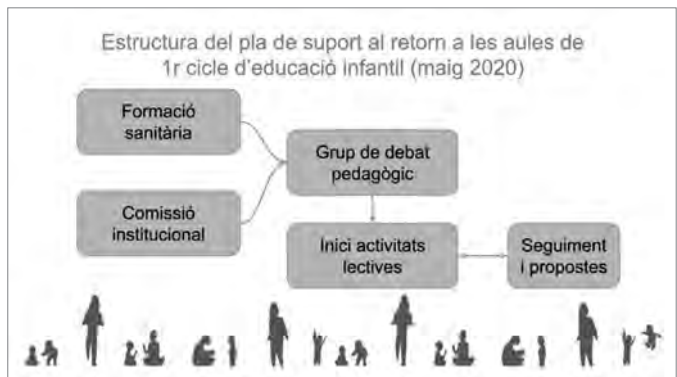 Estructura del pla de suport al retorn a les aules de
1r cicle d'educació infantil (maig 2020)
Formació
sanitària
Grup de debat
pedagògic
Comissió
institucional
Inici activitats
lectives
Seguiment
i propostes